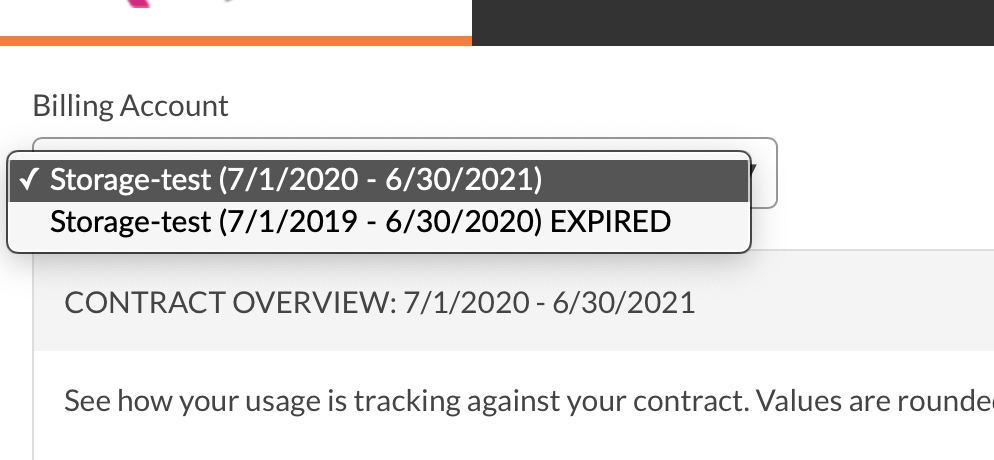 Billing Account
✓ Storage-test (7/1/2020 - 6/30/2021)
Storage-test (7/1/2019 - 6/30/2020) EXPIRED
CONTRACT OVERVIEW: 7/1/2020 - 6/30/2021
See how your usage is tracking against your contract. Values are